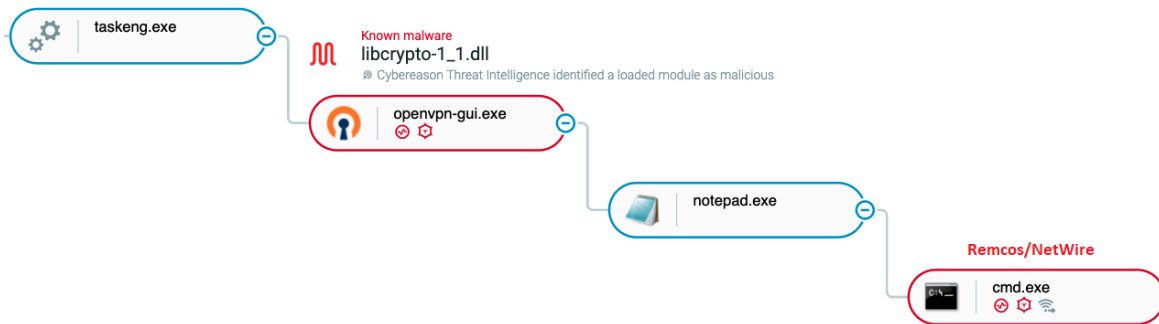 taskeng.exe
Known malware
libcrypto-1_1.dll
Cybereason Threat Intelligence identified a loaded module as malicious
openvpn-gui.exe
notepad.exe
Remcos/NetWire
C:\_
cmd.exe